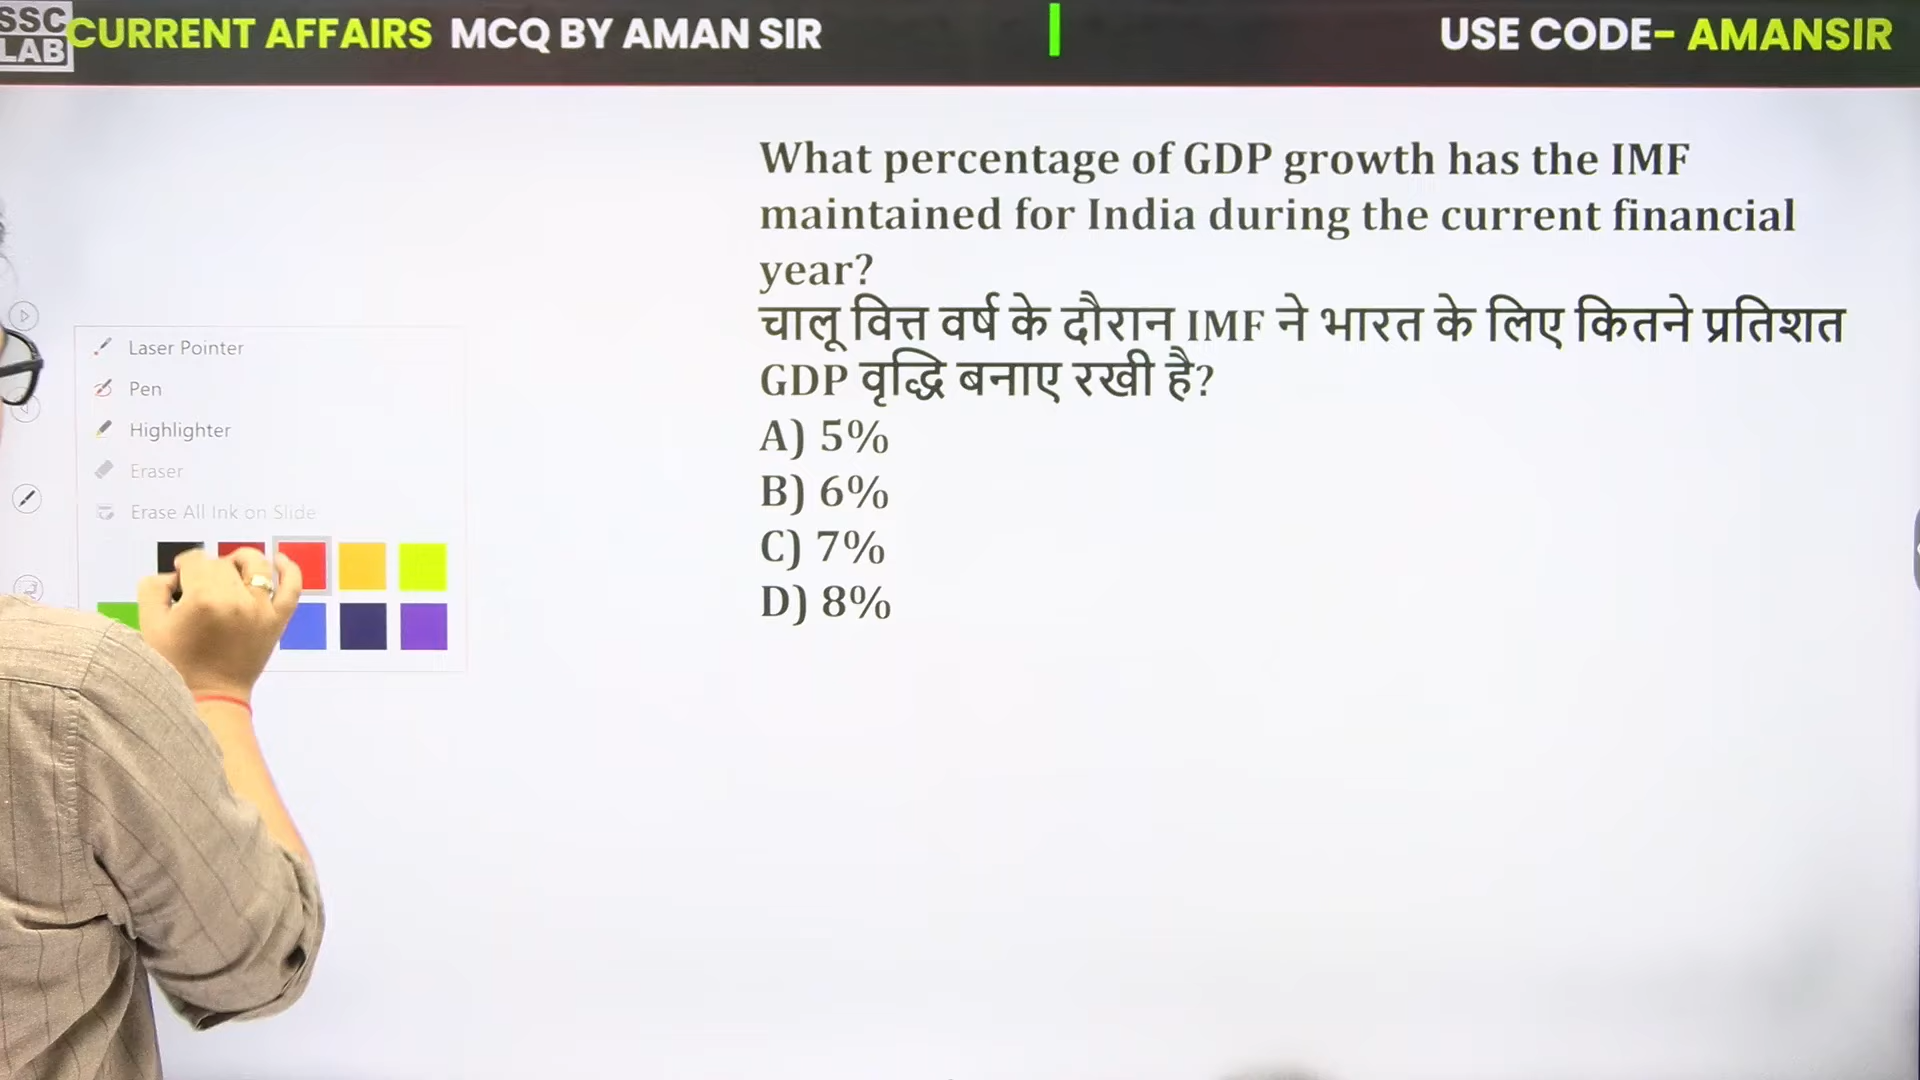 SSC
LAB
CURRENT AFFAIRS MCQ BY AMAN SIR
USE CODE- AMANSIR
What percentage of GDP growth has the IMF
maintained for India during the current financial
year?
चालू वित्त वर्ष के दौरान IMF ने भारत के लिए कितने प्रतिशत
GDP वृद्धि बनाए रखी है?
A) 5%
B) 6%
C) 7%
D) 8%
Laser Pointer
Pen
Highlighter
Eraser
Erase All Ink on Slide